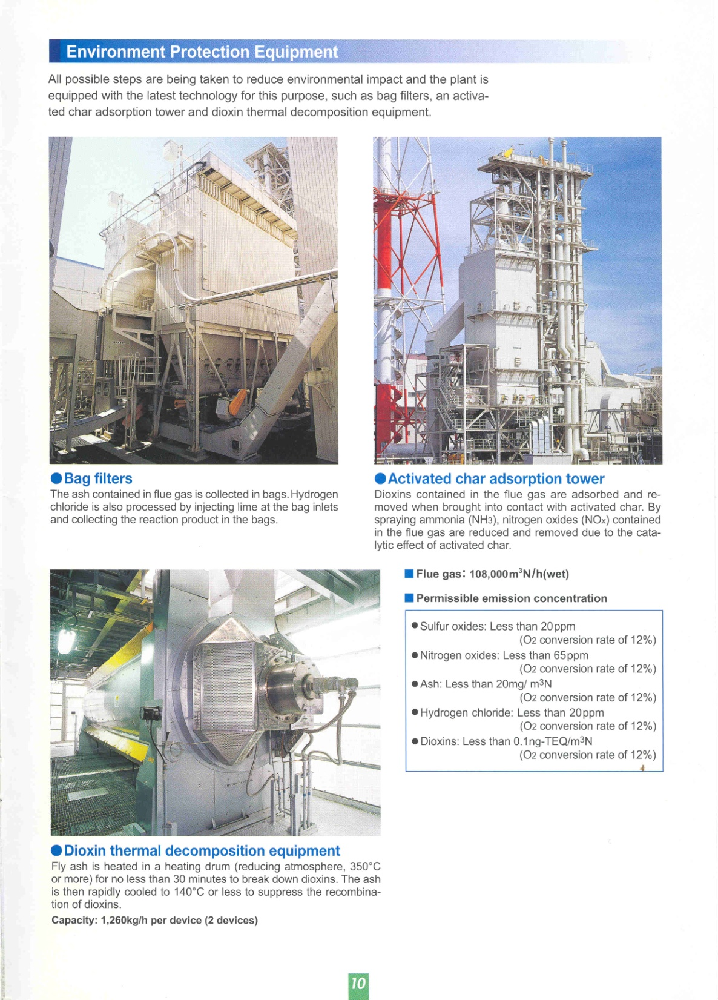 Environment Protection Equipment
All possible steps are being taken to reduce environmental impact and the plant is
equipped with the latest technology for this purpose, such as bag filters, an activa-
ted char adsorption tower and dioxin thermal decomposition equipment.
●Bag filters
The ash contained in flue gas is collected in bags. Hydrogen
chloride is also processed by injecting lime at the bag inlets
and collecting the reaction product in the bags.
●Activated char adsorption tower
Dioxins contained in the flue gas are adsorbed and re-
moved when brought into contact with activated char. By
spraying ammonia (NH3), nitrogen oxides (NOx) contained
in the flue gas are reduced and removed due to the cata-
lytic effect of activated char.
■ Flue gas: 108,000m³N/h(wet)
■ Permissible emission concentration
● Sulfur oxides: Less than 20ppm
(O2 conversion rate of 12%)
● Nitrogen oxides: Less than 65ppm
(O2 conversion rate of 12%)
● Ash: Less than 20mg/ m³N
(O2 conversion rate of 12%)
● Hydrogen chloride: Less than 20ppm
(O2 conversion rate of 12%)
● Dioxins: Less than 0.1ng-TEQ/m³N
(O2 conversion rate of 12%)
●Dioxin thermal decomposition equipment
Fly ash is heated in a heating drum (reducing atmosphere, 350°C
or more) for no less than 30 minutes to break down dioxins. The ash
is then rapidly cooled to 140°C or less to suppress the recombina-
tion of dioxins.
Capacity: 1,260kg/h per device (2 devices)
10